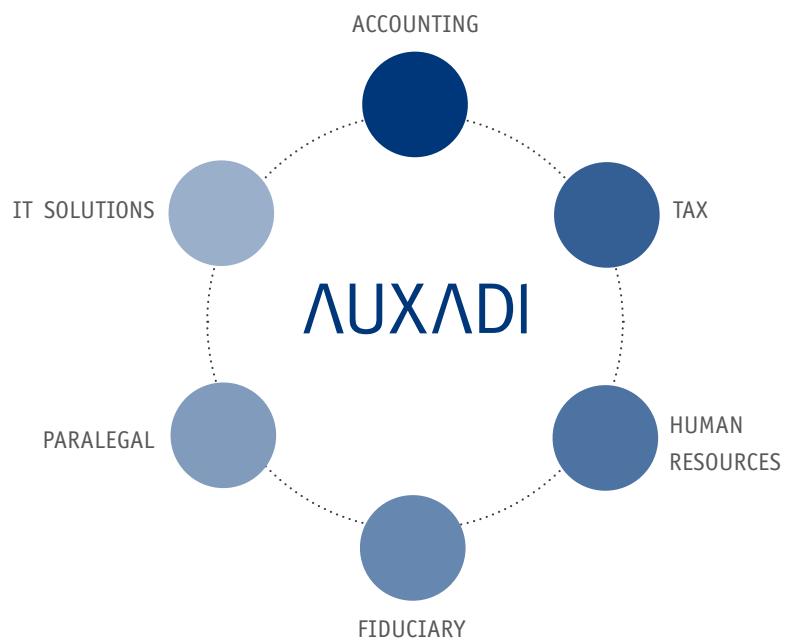 ACCOUNTING
IT SOLUTIONS
TAX
AUXADI
PARALEGAL
HUMAN
RESOURCES
FIDUCIARY